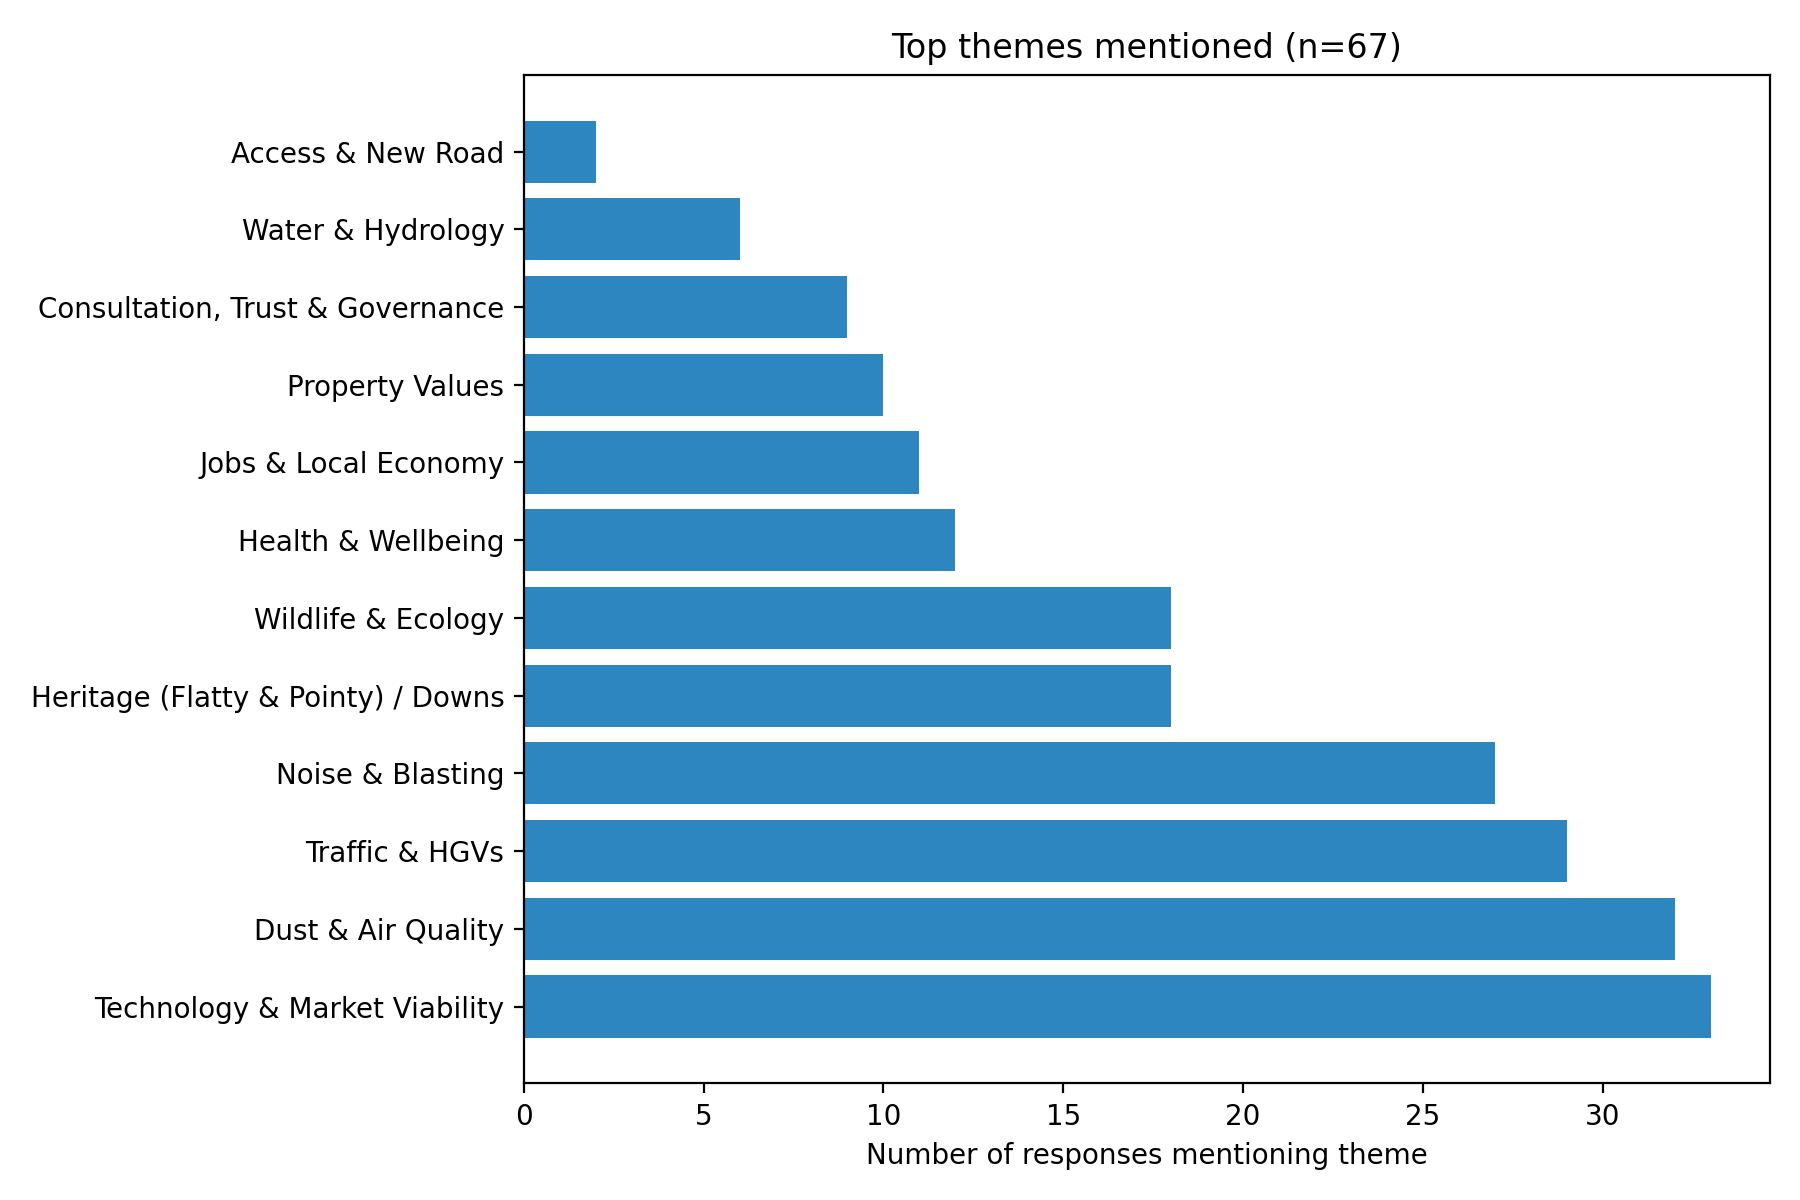 Top themes mentioned (n=67)
Access & New Road
Water & Hydrology
Consultation, Trust & Governance
Property Values
Jobs & Local Economy
Health & Wellbeing
Wildlife & Ecology
Heritage (Flatty & Pointy) / Downs
Noise & Blasting
Traffic & HGVs
Dust & Air Quality
Technology & Market Viability
0 5 10 15 20 25 30
Number of responses mentioning theme